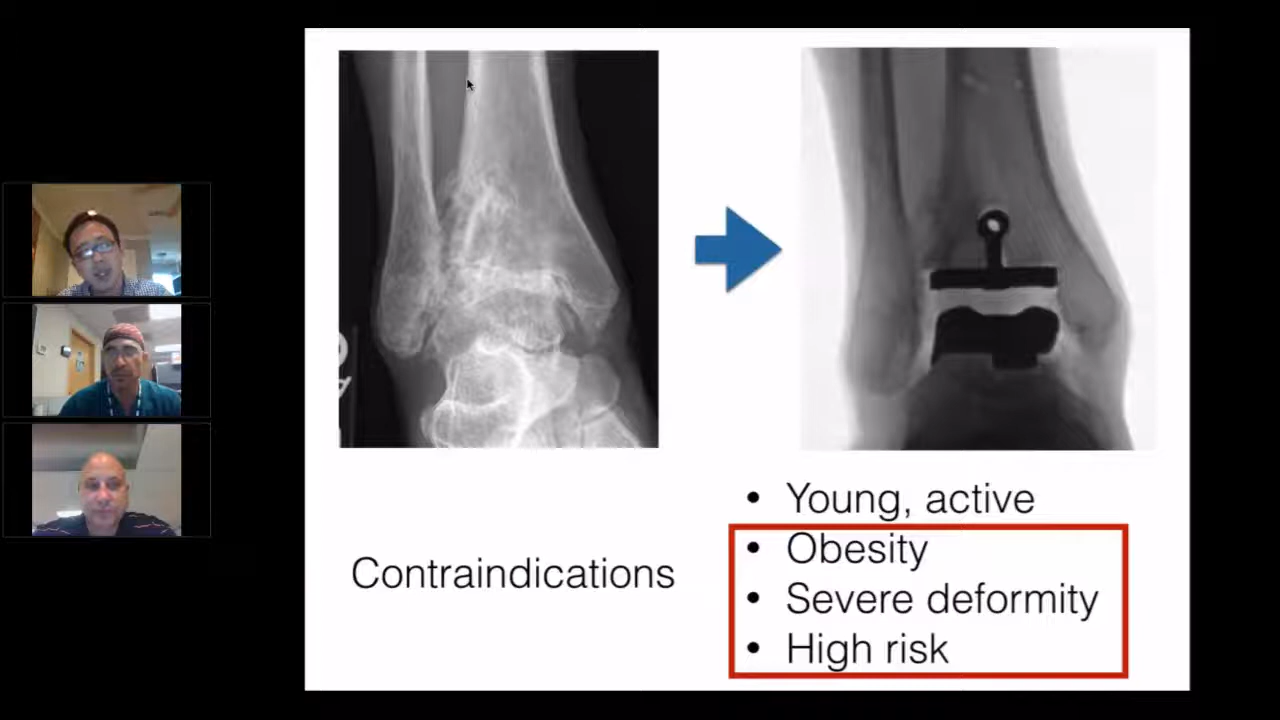 Contraindications
• Young, active
• Obesity
• Severe deformity
• High risk